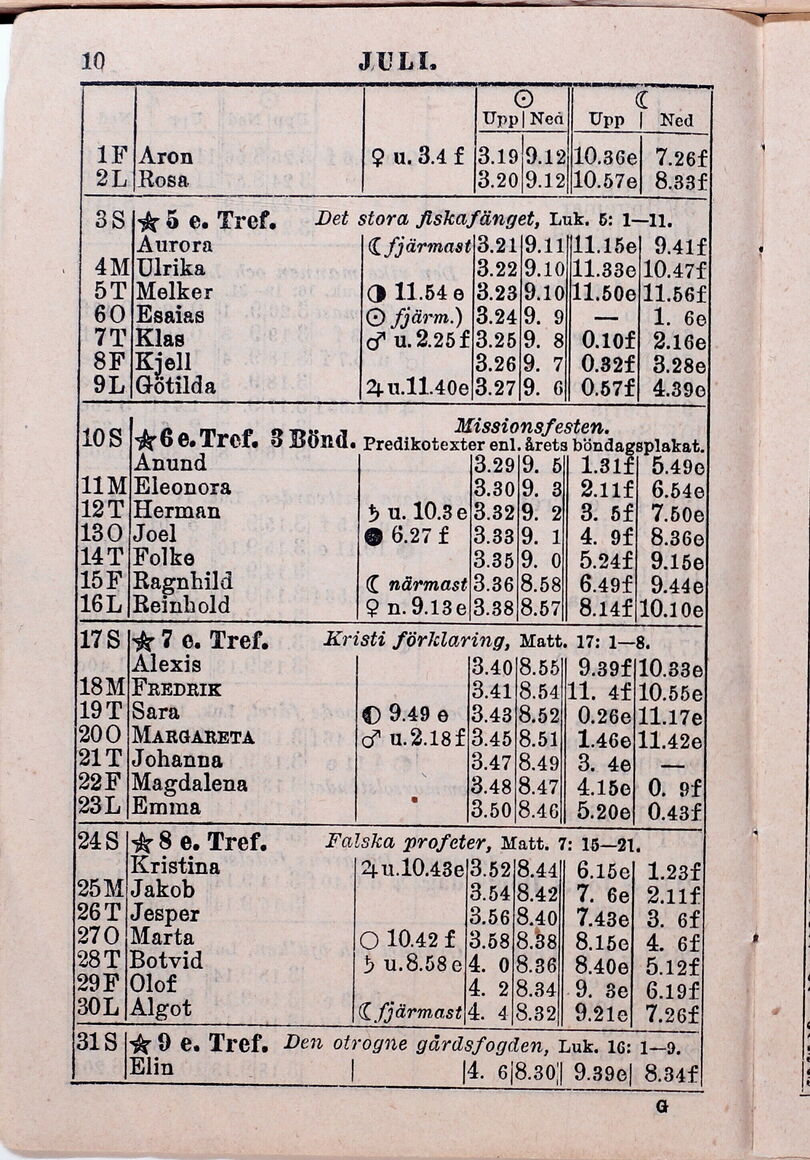 10 JULI.
☉ ☾
Upp Ned Upp Ned
1 F Aron ♀ u. 3.4 f 3.19 9.12 10.36e 7.26f
2 L Rosa 3.20 9.12 10.57e 8.33f
3 S ★ 5 e. Tref. Det stora fiskafänget, Luk. 5: 1—11.
Aurora ☾ fjärmast 3.21 9.11 11.15e 9.41f
4 M Ulrika 3.22 9.10 11.33e 10.47f
5 T Melker ◑ 11.54 e 3.23 9.10 11.50e 11.56f
6 O Esaias ☉ fjärm.) 3.24 9. 9 — 1. 6e
7 T Klas ♂ u. 2.25 f 3.25 9. 8 0.10f 2.16e
8 F Kjell 3.26 9. 7 0.32f 3.28e
9 L Götilda ♃ u. 11.40e 3.27 9. 6 0.57f 4.39e
Missionsfesten.
10 S ★ 6 e. Tref. 3 Bönd. Predikotexter enl. årets böndagsplakat.
Anund 3.29 9. 5 1.31f 5.49e
11 M Eleonora 3.30 9. 3 2.11f 6.54e
12 T Herman ♄ u. 10.3 e 3.32 9. 2 3. 5f 7.50e
13 O Joel ● 6.27 f 3.33 9. 1 4. 9f 8.36e
14 T Folke 3.35 9. 0 5.24f 9.15e
15 F Ragnhild ☾ närmast 3.36 8.58 6.49f 9.44e
16 L Reinhold ♀ n. 9.13 e 3.38 8.57 8.14f 10.10e
17 S ★ 7 e. Tref. Kristi förklaring, Matt. 17: 1—8.
Alexis 3.40 8.55 9.39f 10.33e
18 M FREDRIK 3.41 8.54 11. 4f 10.55e
19 T Sara ◐ 9.49 e 3.43 8.52 0.26e 11.17e
20 O MARGARETA ♂ u. 2.18 f 3.45 8.51 1.46e 11.42e
21 T Johanna 3.47 8.49 3. 4e —
22 F Magdalena 3.48 8.47 4.15e 0. 9f
23 L Emma 3.50 8.46 5.20e 0.43f
24 S ★ 8 e. Tref. Falska profeter, Matt. 7: 15—21.
Kristina ♃ u. 10.43e 3.52 8.44 6.15e 1.23f
25 M Jakob 3.54 8.42 7. 6e 2.11f
26 T Jesper 3.56 8.40 7.43e 3. 6f
27 O Marta ○ 10.42 f 3.58 8.38 8.15e 4. 6f
28 T Botvid ♄ u. 8.58 e 4. 0 8.36 8.40e 5.12f
29 F Olof 4. 2 8.34 9. 3e 6.19f
30 L Algot ☾ fjärmast 4. 4 8.32 9.21e 7.26f
31 S ★ 9 e. Tref. Den otrogne gårdsfogden, Luk. 16: 1—9.
Elin 4. 6 8.30 9.39e 8.34f
G